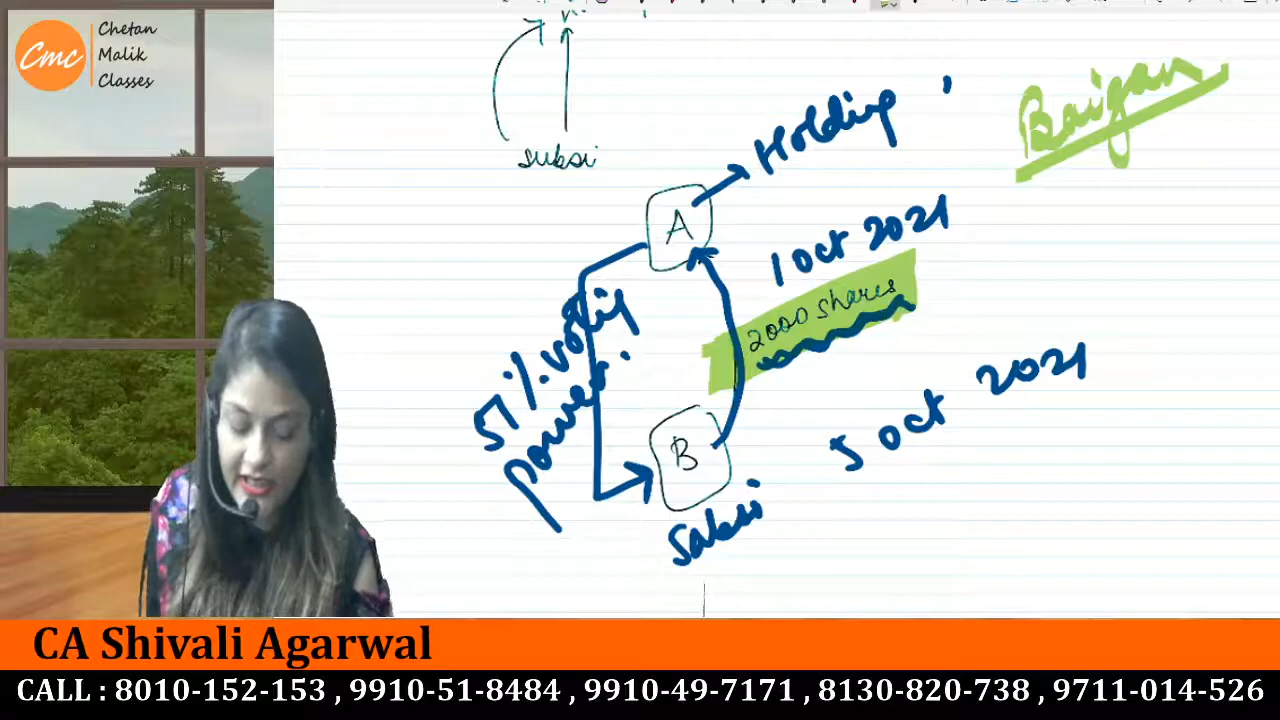 Cmc
Chetan
Malik
Classes
subsi
A
Holding
Baigan
1 Oct 2021
2000 shares
51% voting
power.
5 Oct 2021
B
Subsi
CA Shivali Agarwal
CALL : 8010-152-153 , 9910-51-8484 , 9910-49-7171 , 8130-820-738 , 9711-014-526